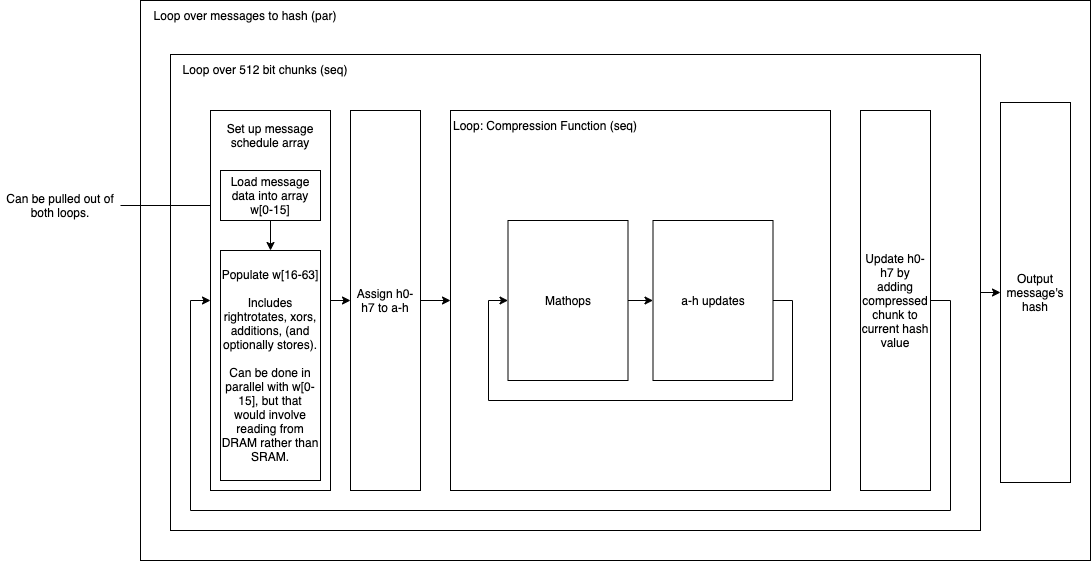 Loop over messages to hash (par)
Loop over 512 bit chunks (seq)
Can be pulled out of
both loops.
Set up message
schedule array
Load message
data into array
w[0-15]
Populate w[16-63]
Includes
rightrotates, xors,
additions, (and
optionally stores).
Can be done in
parallel with w[0-
15], but that
would involve
reading from
DRAM rather than
SRAM.
Assign h0-
h7 to a-h
Loop: Compression Function (seq)
Mathops
a-h updates
Update h0-
h7 by
adding
compressed
chunk to
current hash
value
Output
message's
hash